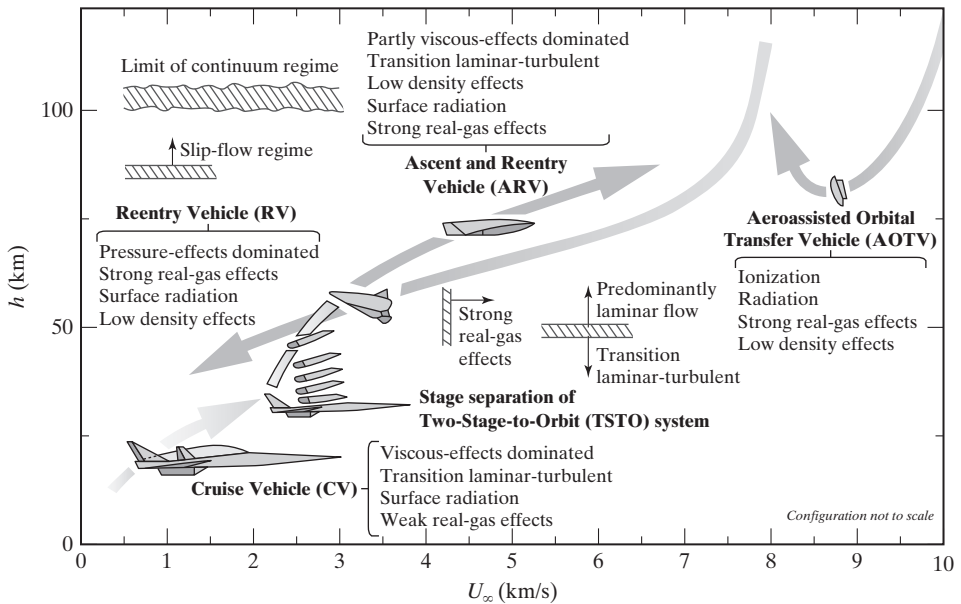 Partly viscous-effects dominated
Transition laminar-turbulent
Low density effects
Surface radiation
Strong real-gas effects
Ascent and Reentry
Vehicle (ARV)
Limit of continuum regime
Slip-flow regime
Reentry Vehicle (RV)
Pressure-effects dominated
Strong real-gas effects
Surface radiation
Low density effects
Aeroassisted Orbital
Transfer Vehicle (AOTV)
Ionization
Radiation
Strong real-gas effects
Low density effects
Strong
real-gas
effects
Predominantly
laminar flow
Transition
laminar-turbulent
Stage separation of
Two-Stage-to-Orbit (TSTO) system
Cruise Vehicle (CV)
Viscous-effects dominated
Transition laminar-turbulent
Surface radiation
Weak real-gas effects
Configuration not to scale
h (km)
100
50
0
0 1 2 3 4 5 6 7 8 9 10
U∞ (km/s)